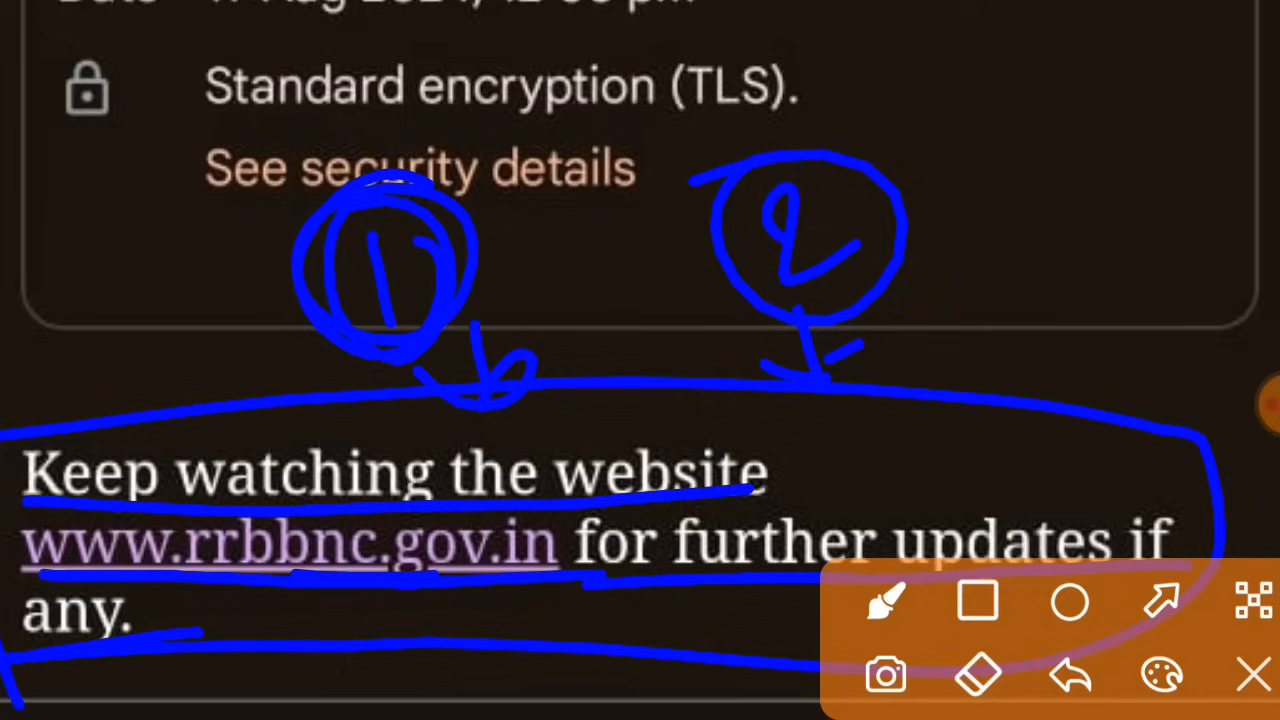 Standard encryption (TLS).
See security details
1 2
Keep watching the website
www.rrbbnc.gov.in for further updates if
any.